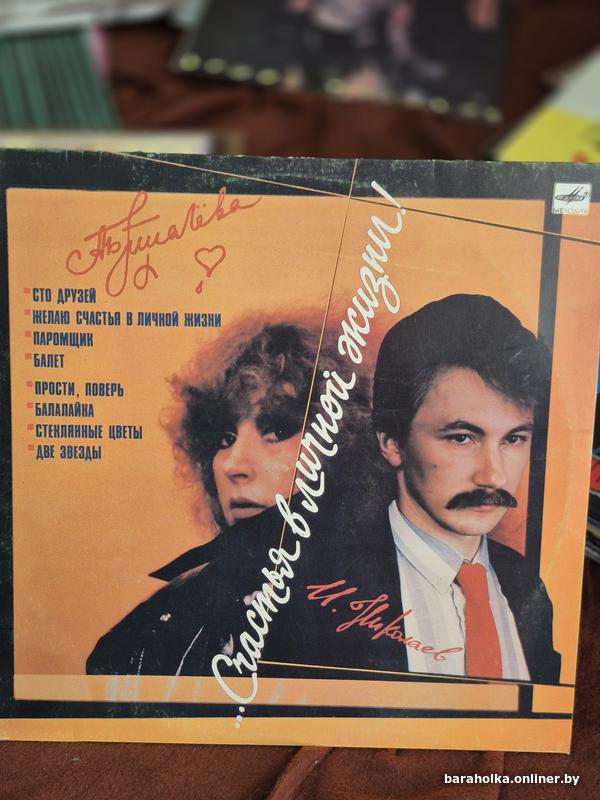 А. Пугачёва
МЕЛОДИЯ
СТО ДРУЗЕЙ
ЖЕЛАЮ СЧАСТЬЯ В ЛИЧНОЙ ЖИЗНИ
ПАРОМЩИК
БАЛЕТ
ПРОСТИ, ПОВЕРЬ
БАЛАЛАЙКА
СТЕКЛЯННЫЕ ЦВЕТЫ
ДВЕ ЗВЕЗДЫ
...Счастья в личной жизни!
И. Николаев
baraholka.onliner.by